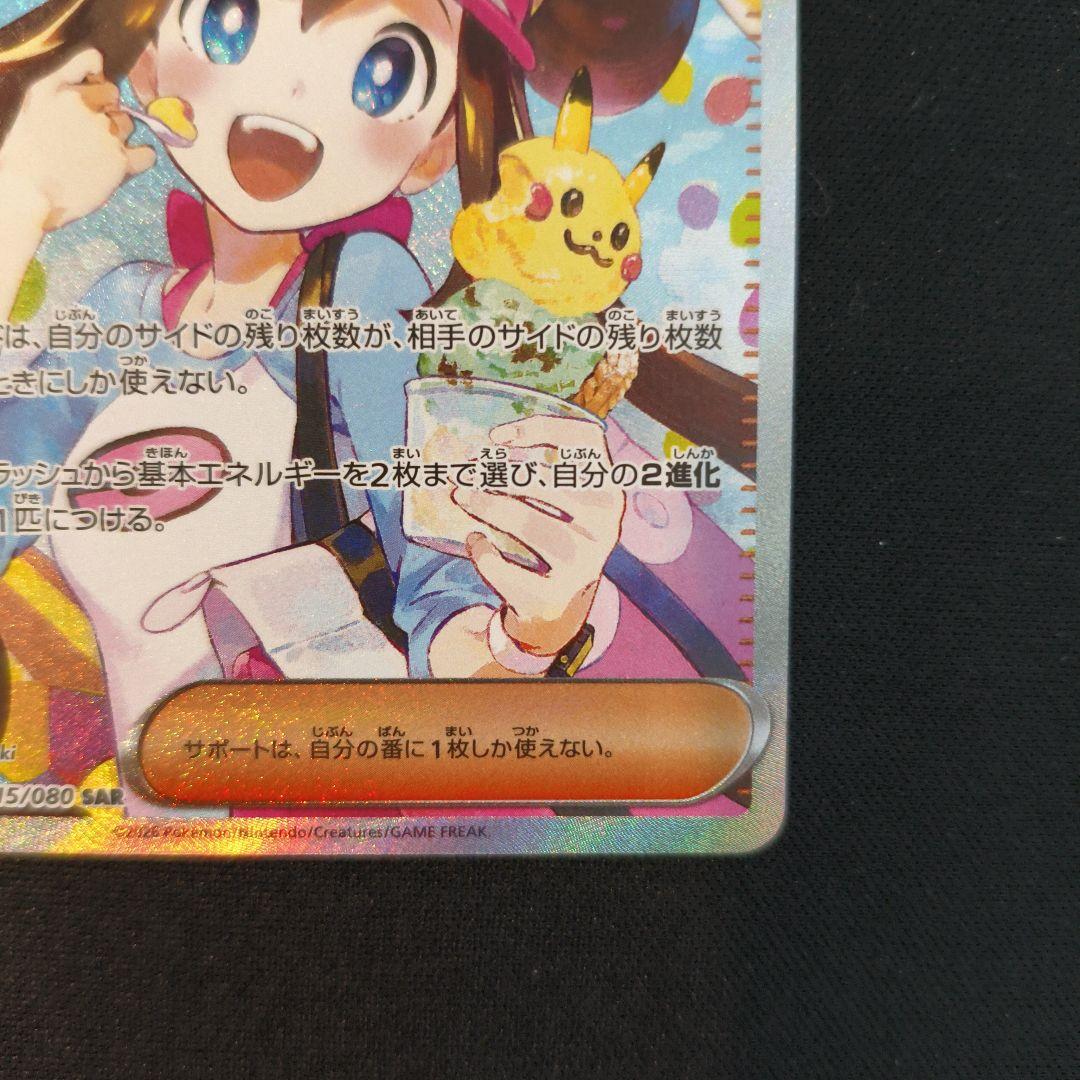 は、自分のサイドの残り枚数が、相手のサイドの残り枚数
ときにしか使えない。
ラッシュから基本エネルギーを2枚まで選び、自分の2進化
1匹につける。
サポートは、自分の番に1枚しか使えない。
ki
15/080 SAR
©2026 Pokémon/Nintendo/Creatures/GAME FREAK.